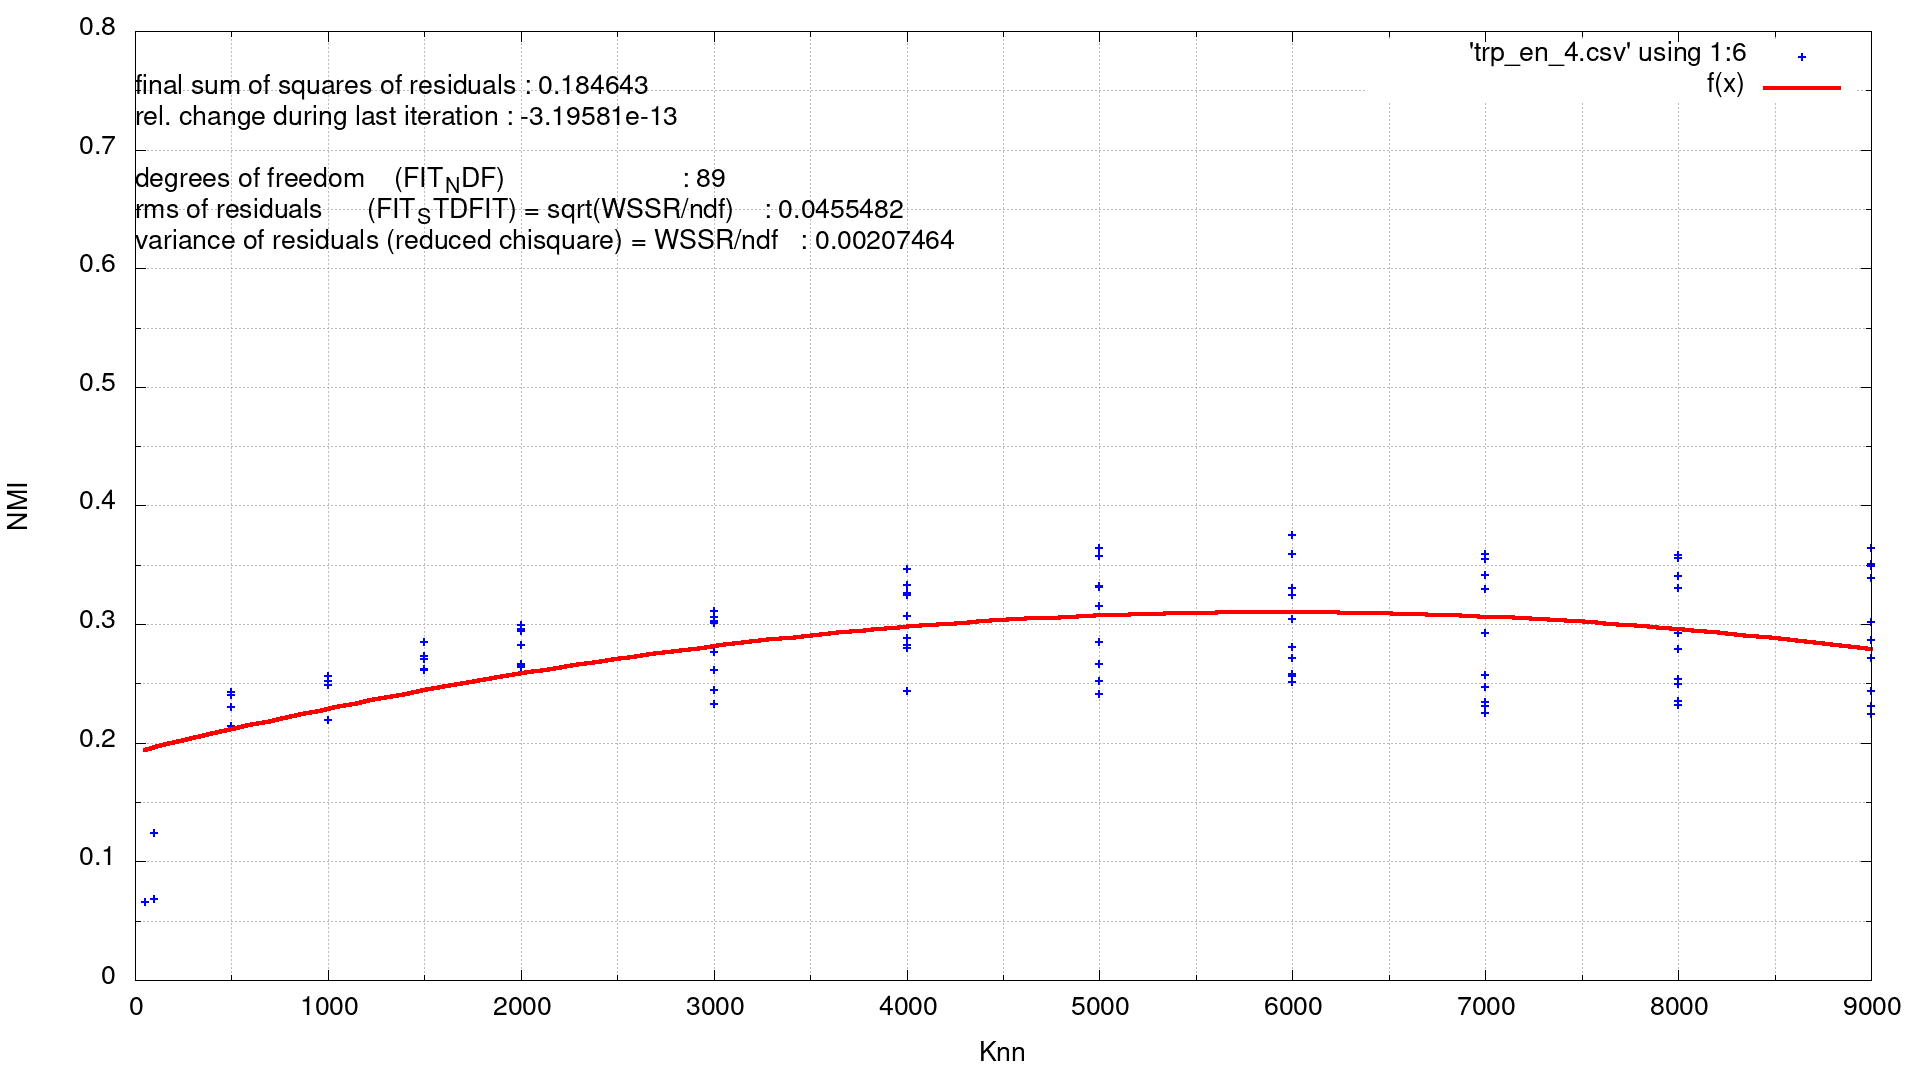 'trp_en_4.csv' using 1:6
f(x)
final sum of squares of residuals : 0.184643
rel. change during last iteration : -3.19581e-13
degrees of freedom (FIT_NDF) : 89
rms of residuals (FIT_STDFIT) = sqrt(WSSR/ndf) : 0.0455482
variance of residuals (reduced chisquare) = WSSR/ndf : 0.00207464
0.8
0.7
0.6
0.5
0.4
0.3
0.2
0.1
0
NMI
0 1000 2000 3000 4000 5000 6000 7000 8000 9000
Knn